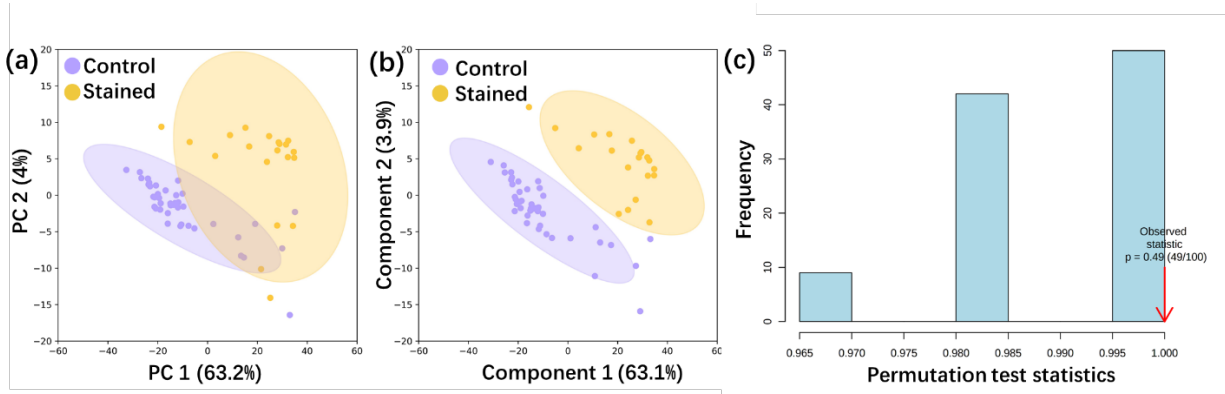 (a)
Control
Stained
20
15
10
5
0
−5
−10
−15
−20
−60
−40
−20
0
20
40
60
PC 2 (4%)
PC 1 (63.2%)
(b)
Control
Stained
20
15
10
5
0
−5
−10
−15
−20
−60
−40
−20
0
20
40
60
Component 2 (3.9%)
Component 1 (63.1%)
(c)
50
40
30
20
10
0
Frequency
Observed
statistic
p = 0.49 (49/100)
0.965
0.970
0.975
0.980
0.985
0.990
0.995
1.000
Permutation test statistics